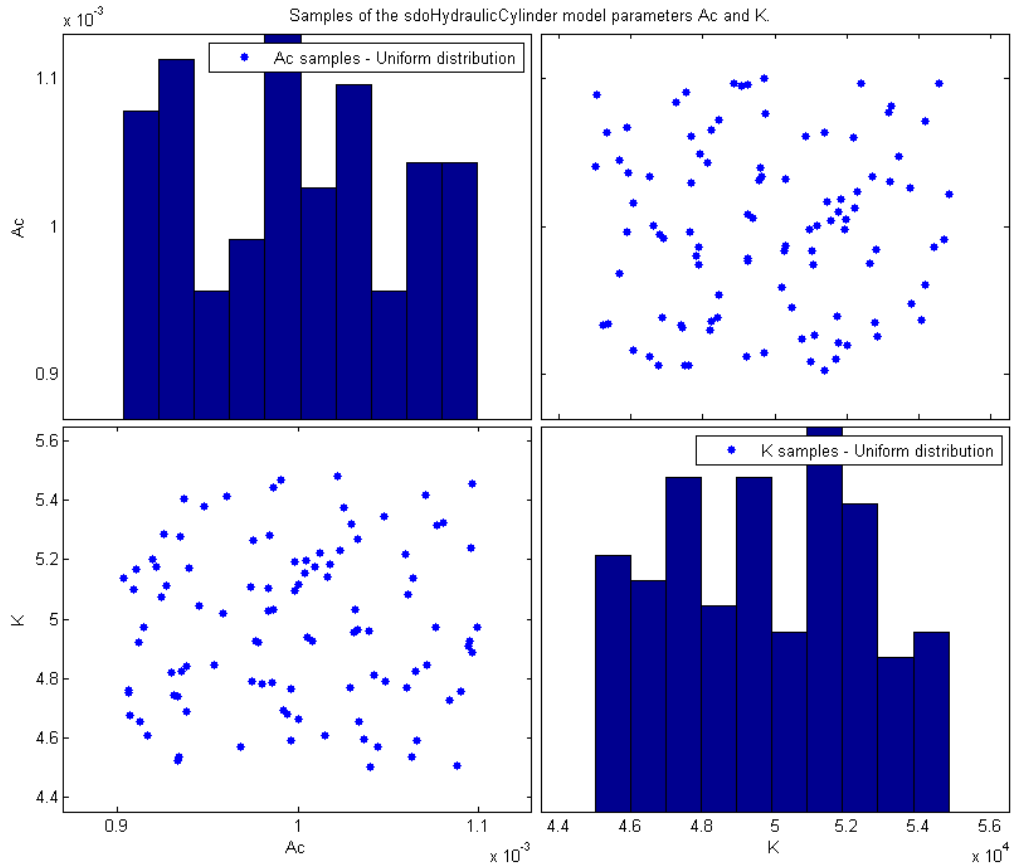 Samples of the sdoHydraulicCylinder model parameters Ac and K.
x 10⁻³
Ac samples - Uniform distribution
1.1
1
0.9
Ac
K samples - Uniform distribution
5.6
5.4
5.2
5
4.8
4.6
4.4
K
0.9 1 1.1
Ac
x 10⁻³
4.4 4.6 4.8 5 5.2 5.4 5.6
K
x 10⁴